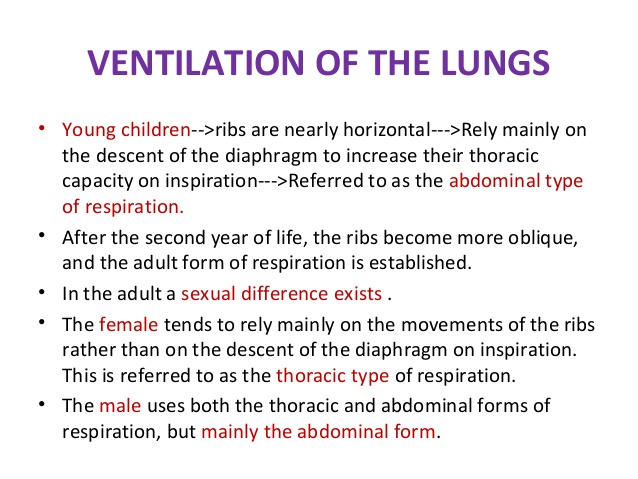 VENTILATION OF THE LUNGS
• Young children-->ribs are nearly horizontal--->Rely mainly on
the descent of the diaphragm to increase their thoracic
capacity on inspiration--->Referred to as the abdominal type
of respiration.
• After the second year of life, the ribs become more oblique,
and the adult form of respiration is established.
• In the adult a sexual difference exists .
• The female tends to rely mainly on the movements of the ribs
rather than on the descent of the diaphragm on inspiration.
This is referred to as the thoracic type of respiration.
• The male uses both the thoracic and abdominal forms of
respiration, but mainly the abdominal form.